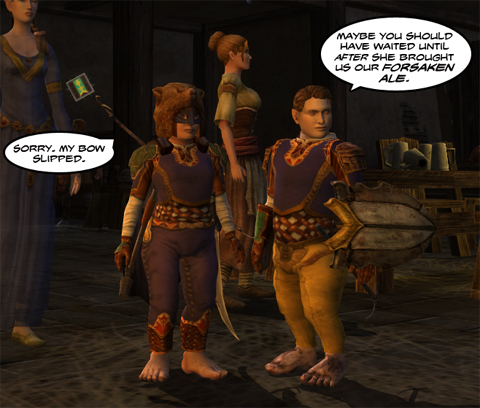 MAYBE YOU SHOULD
HAVE WAITED UNTIL
AFTER SHE BROUGHT
US OUR FORSAKEN
ALE.
SORRY. MY BOW
SLIPPED.